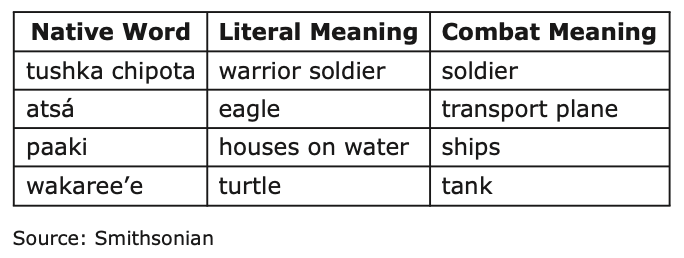 Native Word Literal Meaning Combat Meaning
tushka chipota warrior soldier soldier
atsá eagle transport plane
paaki houses on water ships
wakaree’e turtle tank
Source: Smithsonian